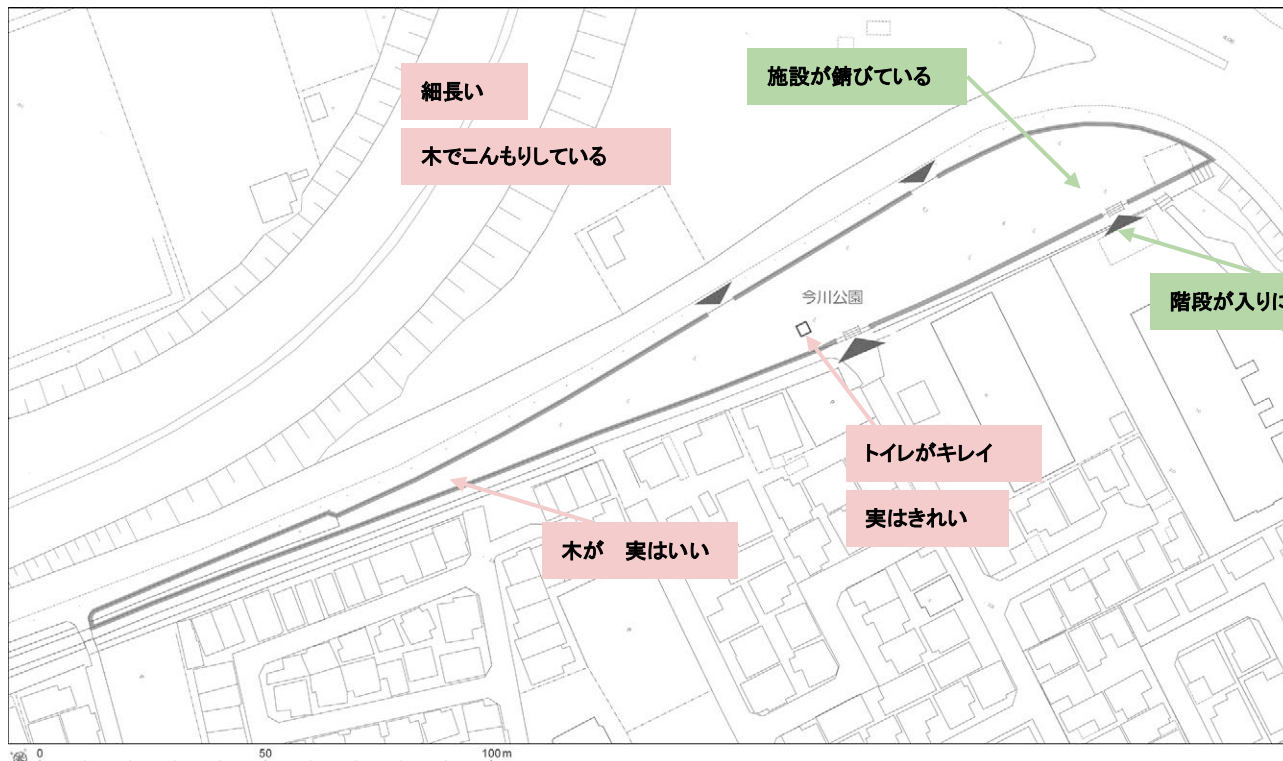 細長い
施設が錆びている
木でこんもりしている
今川公園
階段が入りに
トイレがキレイ
実はきれい
木が　実はいい
0 50 100m